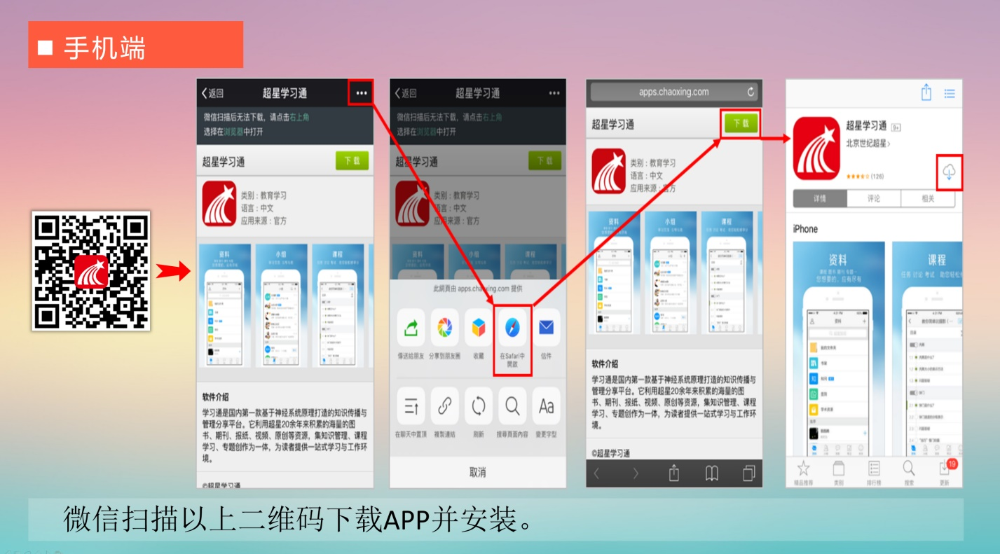 手机端
返回
超星学习通
微信扫描后无法下载，请点击右上角
选择在浏览器中打开
超星学习通
下载
类别：教育学习
语言：中文
应用来源：官方
资料
小组
课程
软件介绍
学习通是国内第一款基于神经系统原理打造的知识传播与
管理分享平台。它利用超星20余年来积累的海量的图
书、期刊、报纸、视频、原创等资源，集知识管理、课程
学习、专题创作为一体，为读者提供一站式学习与工作环
境。
©超星学习通
返回
超星学习通
微信扫描后无法下载，请点击右上角
选择在浏览器中打开
超星学习通
下载
类别：教育学习
语言：中文
应用来源：官方
资料
小组
课程
此網頁由 apps.chaoxing.com 提供
傳送給朋友
分享到朋友圈
收藏
在Safari中
開啟
信件
在聊天中置頂
複製連結
刷新
搜尋頁面內容
Aa
變更字型
取消
apps.chaoxing.com
超星学习通
下载
类别：教育学习
语言：中文
应用来源：官方
资料
小组
课程
软件介绍
学习通是国内第一款基于神经系统原理打造的知识传播与
管理分享平台。它利用超星20余年来积累的海量的图
书、期刊、报纸、视频、原创等资源，集知识管理、课程
学习、专题创作为一体，为读者提供一站式学习与工作环
境。
©超星学习通
超星学习通 9+
北京世纪超星
(126)
详情
评论
相关
iPhone
资料
课程
精品推荐
类别
排行榜
搜索
更新
19
微信扫描以上二维码下载APP并安装。